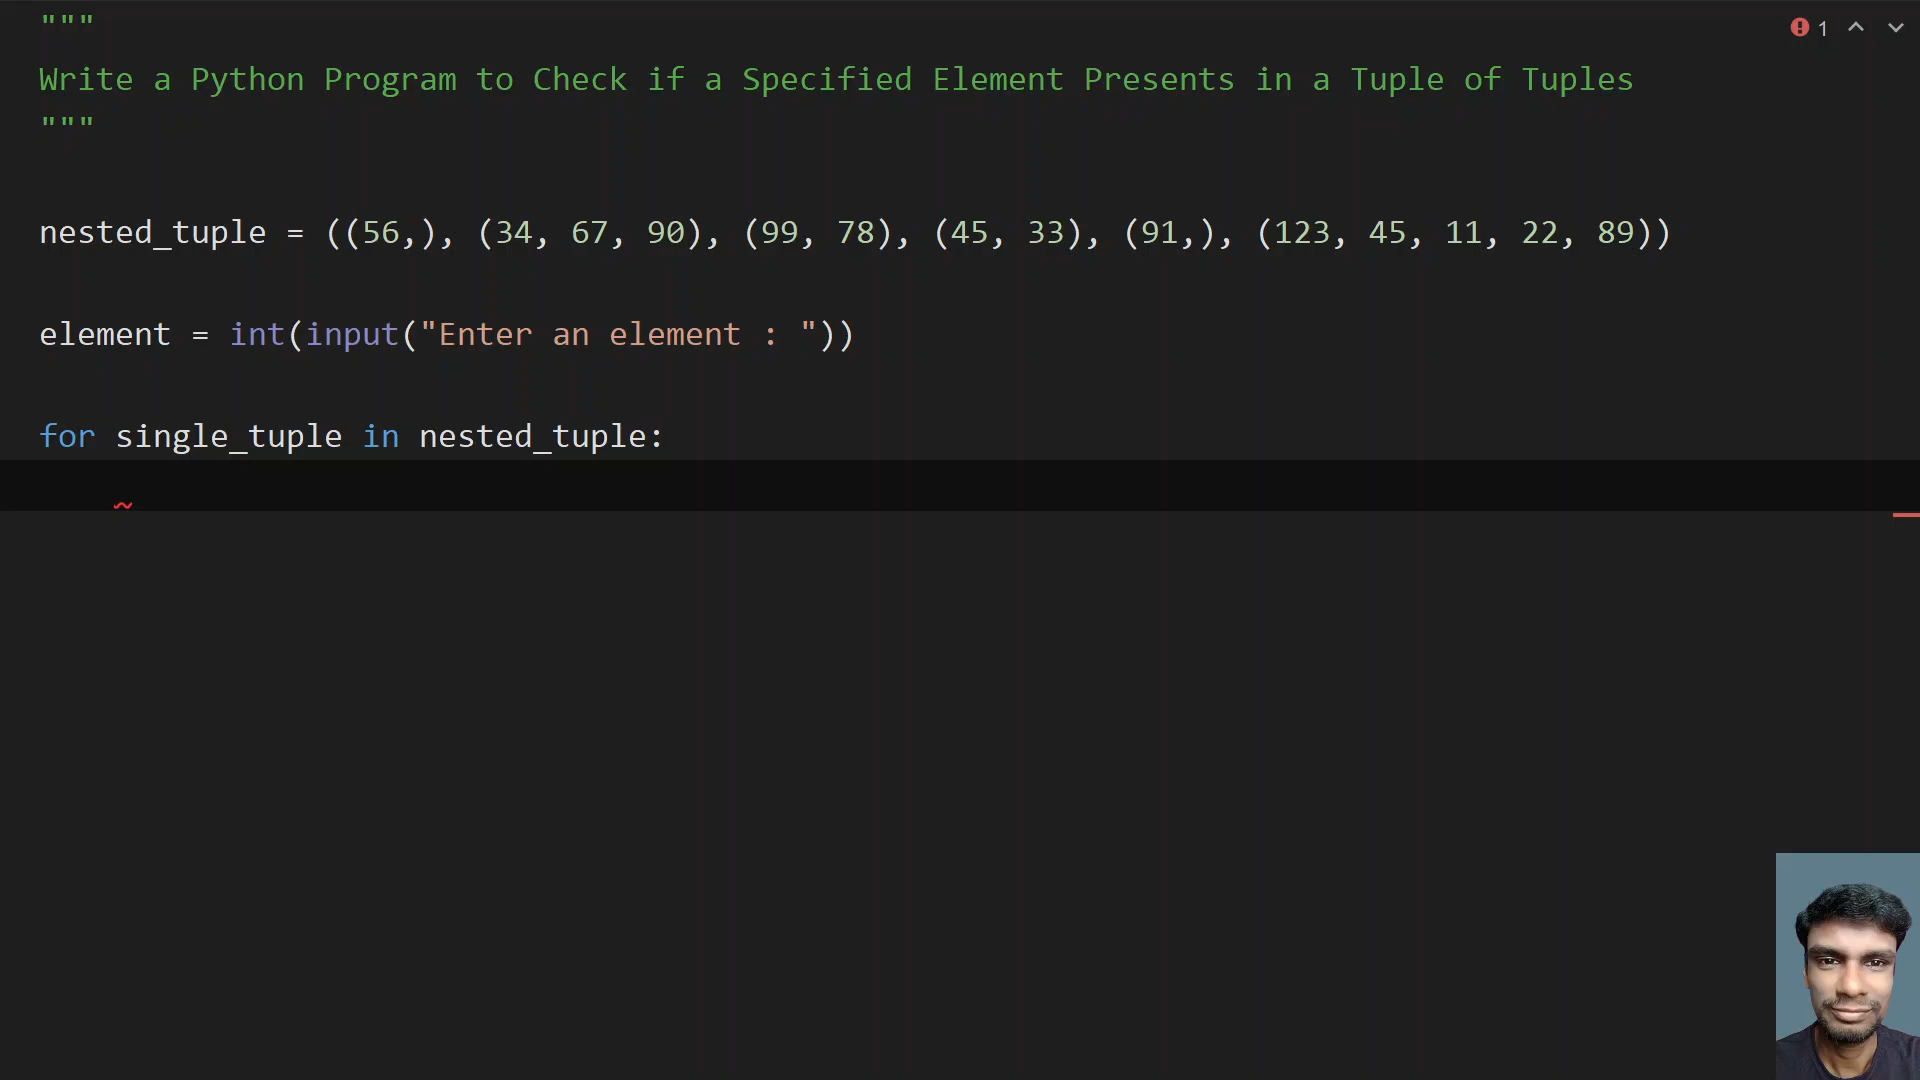 """
1
Write a Python Program to Check if a Specified Element Presents in a Tuple of Tuples
"""
nested_tuple = ((56,), (34, 67, 90), (99, 78), (45, 33), (91,), (123, 45, 11, 22, 89))
element = int(input("Enter an element : "))
for single_tuple in nested_tuple: